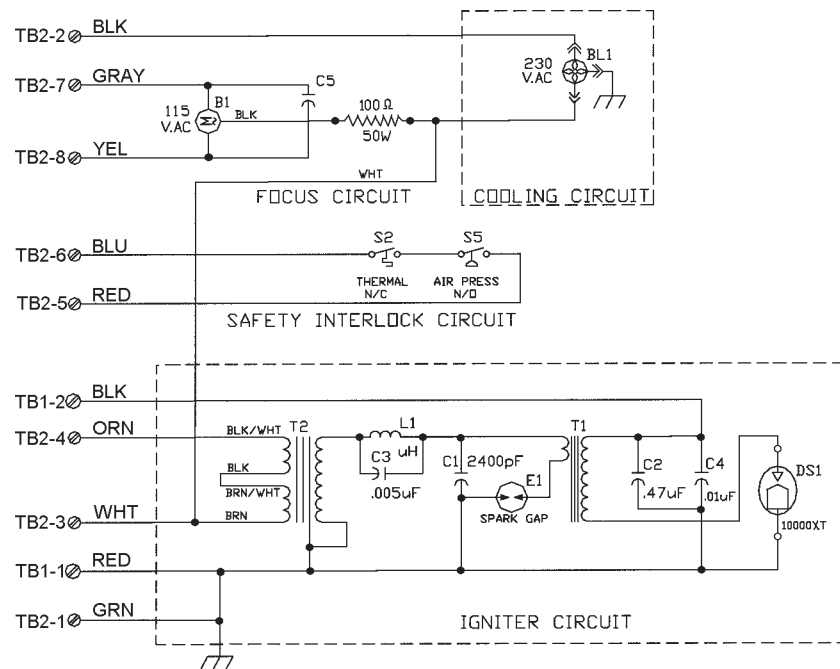 TB2-2 BLK
230 V.AC
BL1
TB2-7 GRAY
C5
B1
115 V.AC
BLK
100Ω
50W
TB2-8 YEL
WHT
FOCUS CIRCUIT
COOLING CIRCUIT
TB2-6 BLU
S2
S5
THERMAL N/C
AIR PRESS N/O
TB2-5 RED
SAFETY INTERLOCK CIRCUIT
TB1-2 BLK
TB2-4 ORN
BLK/WHT
T2
L1
uH
T1
BLK
C3
.005uF
C1
2400pF
E1
SPARK GAP
C2
.47uF
C4
.01uF
DS1
10000XT
BRN/WHT
TB2-3 WHT
BRN
TB1-1 RED
TB2-1 GRN
IGNITER CIRCUIT